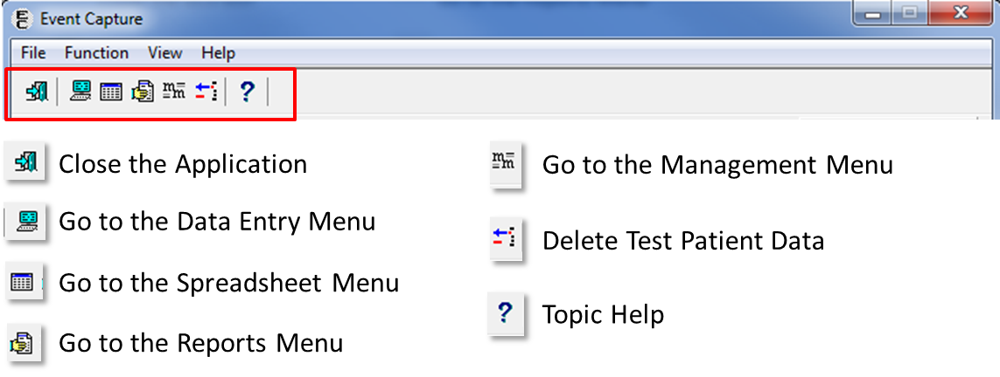 Event Capture
File Function View Help
Close the Application
Go to the Data Entry Menu
Go to the Spreadsheet Menu
Go to the Reports Menu
Go to the Management Menu
Delete Test Patient Data
? Topic Help